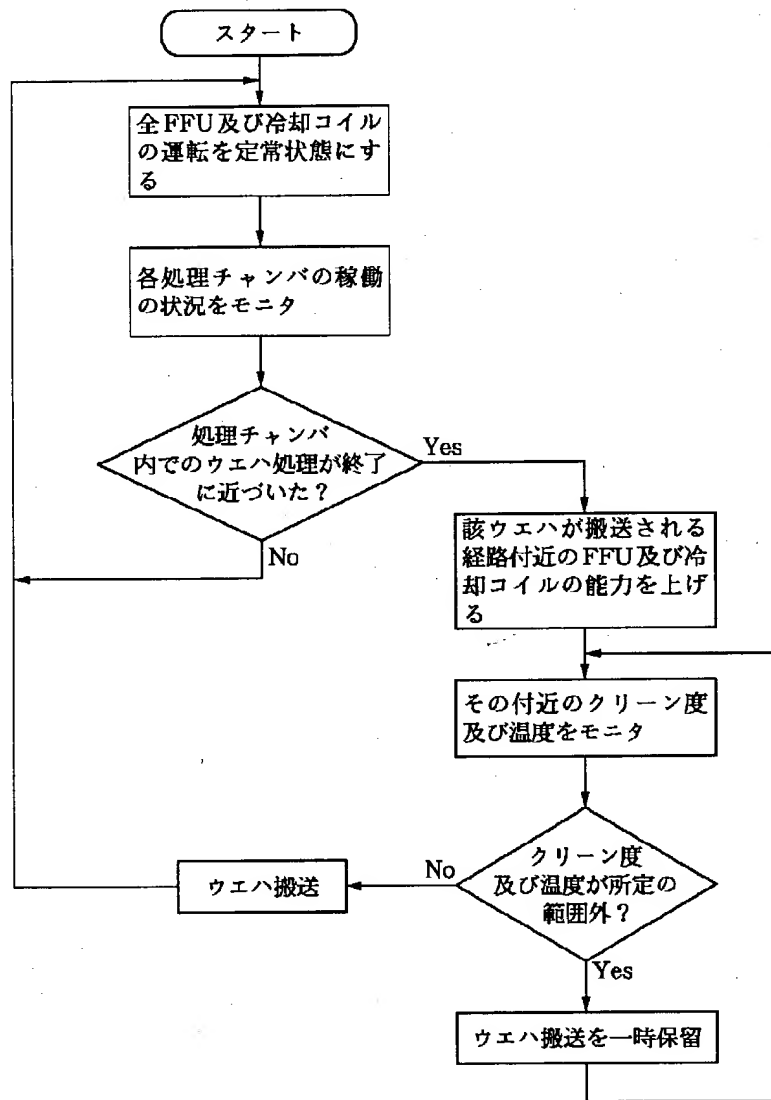 スタート
全FFU及び冷却コイル
の運転を定常状態にす
る
各処理チャンバの稼働
の状況をモニタ
処理チャンバ
内でのウエハ処理が終了
に近づいた？
Yes
No
該ウエハが搬送される
経路付近のFFU及び冷
却コイルの能力を上げ
る
その付近のクリーン度
及び温度をモニタ
クリーン度
及び温度が所定の
範囲外？
No
ウエハ搬送
Yes
ウエハ搬送を一時保留